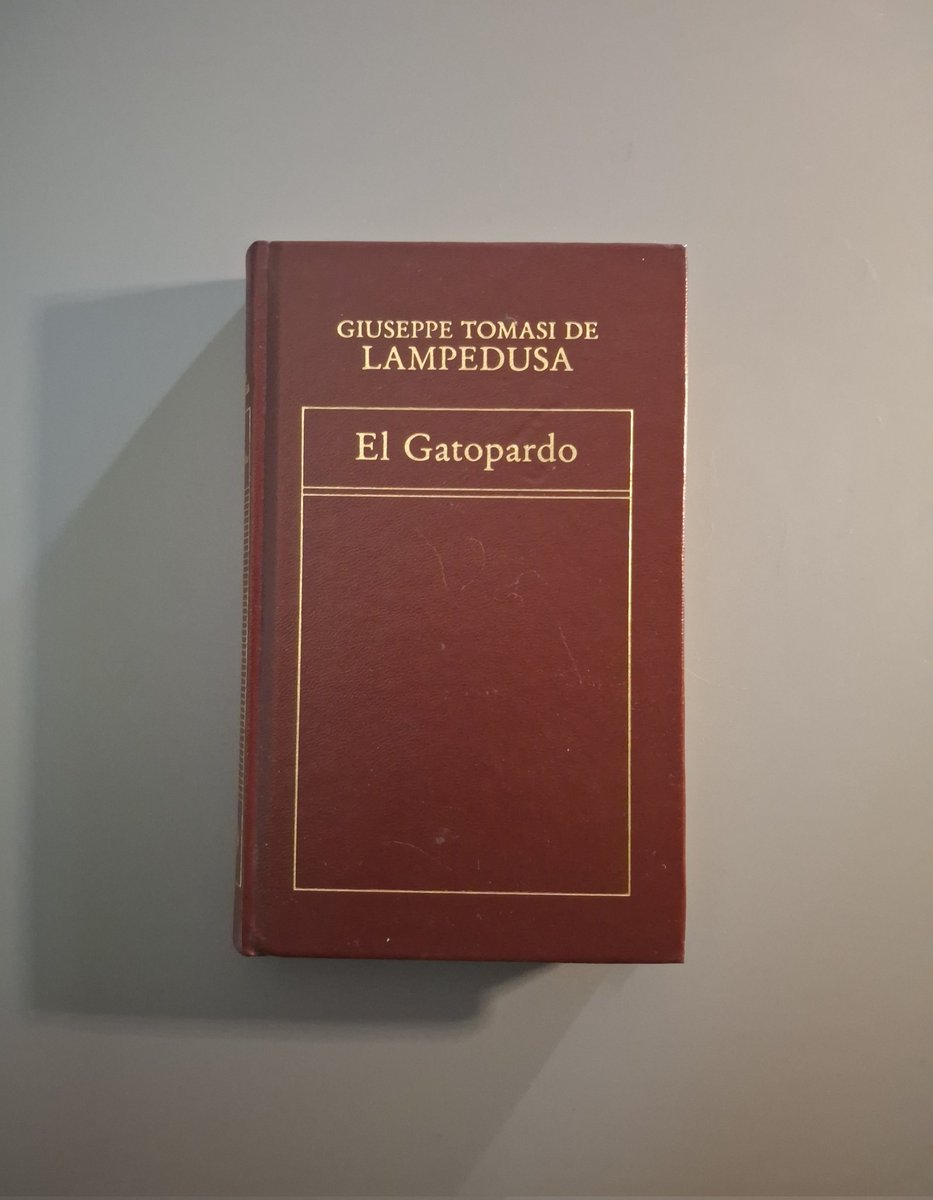 GIUSEPPE TOMASI DE
LAMPEDUSA
El Gatopardo